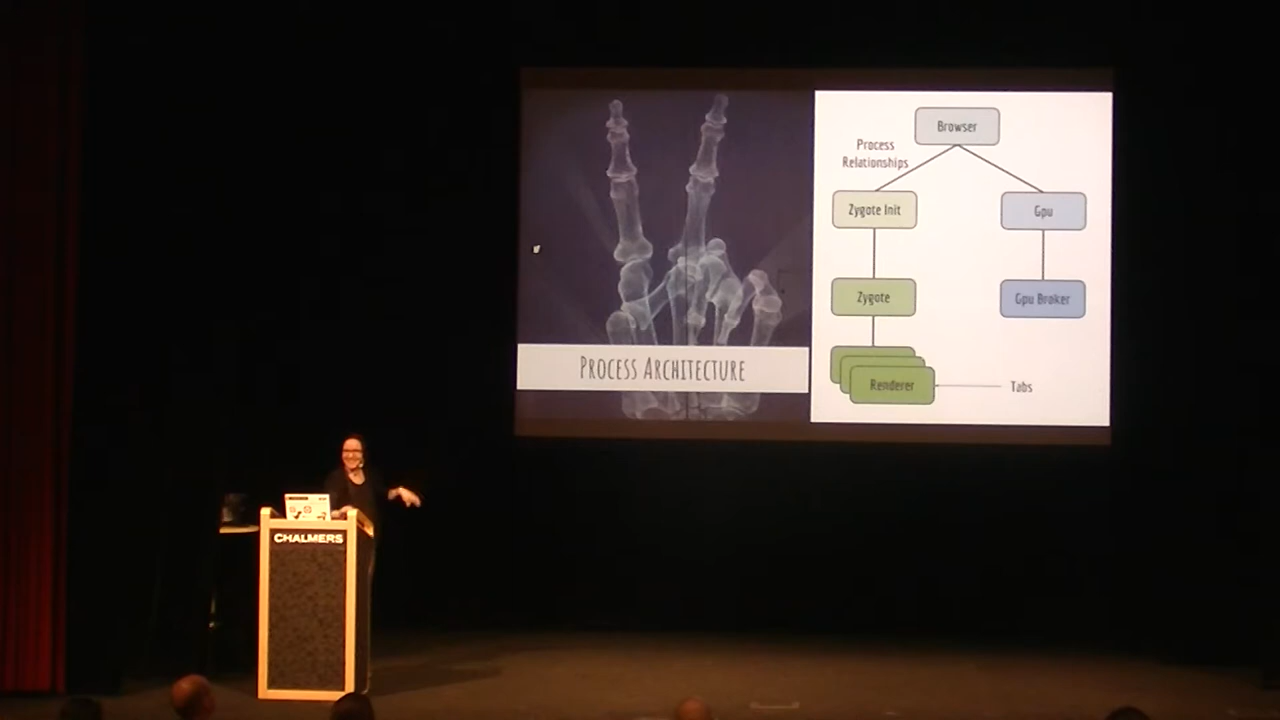 PROCESS ARCHITECTURE
Browser
Process
Relationships
Zygote Init
Gpu
Zygote
Gpu Broker
Renderer
Tabs
CHALMERS